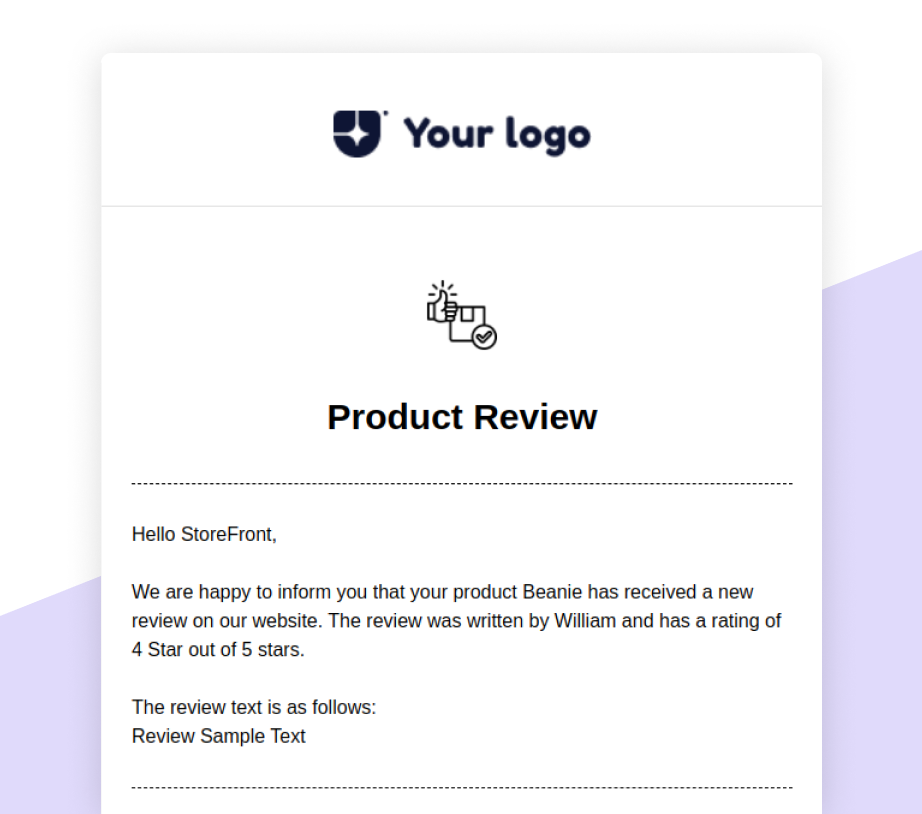 Your logo
Product Review
Hello StoreFront,
We are happy to inform you that your product Beanie has received a new
review on our website. The review was written by William and has a rating of
4 Star out of 5 stars.
The review text is as follows:
Review Sample Text